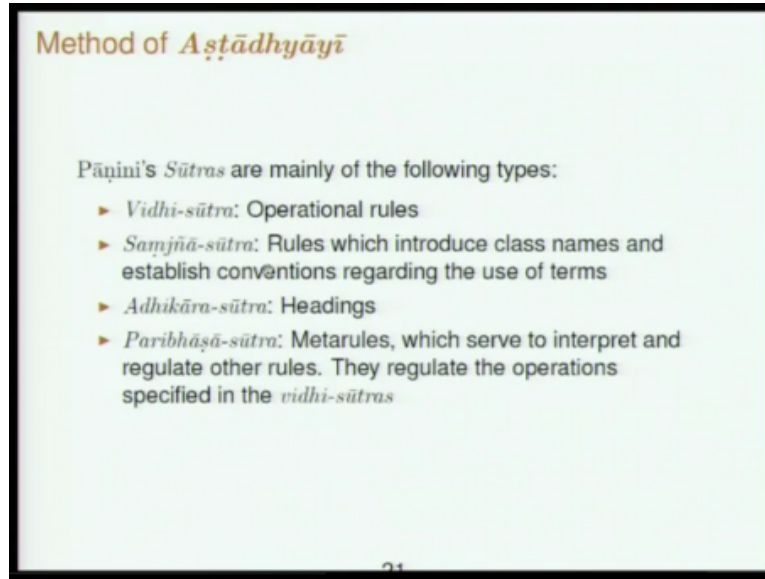 Method of Aṣṭādhyāyī
Pāṇini's Sūtras are mainly of the following types:
► Vidhi-sūtra: Operational rules
► Saṃjñā-sūtra: Rules which introduce class names and
establish conventions regarding the use of terms
► Adhikāra-sūtra: Headings
► Paribhāṣā-sūtra: Metarules, which serve to interpret and
regulate other rules. They regulate the operations
specified in the vidhi-sūtras
21